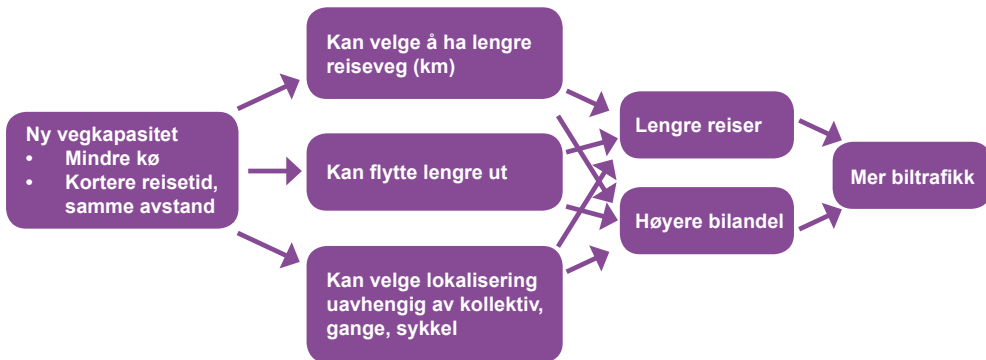 Ny vegkapasitet
• Mindre kø
• Kortere reisetid,
samme avstand
Kan velge å ha lengre
reiseveg (km)
Kan flytte lengre ut
Kan velge lokalisering
uavhengig av kollektiv,
gange, sykkel
Lengre reiser
Høyere bilandel
Mer biltrafikk